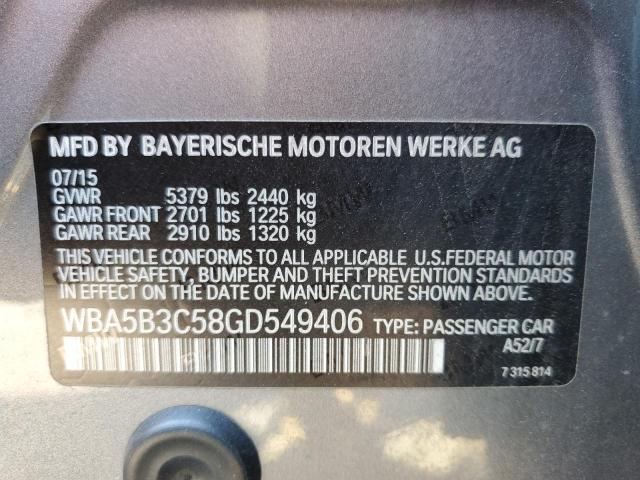 MFD BY BAYERISCHE MOTOREN WERKE AG
07/15
GVWR 5379 lbs 2440 kg
GAWR FRONT 2701 lbs 1225 kg
GAWR REAR 2910 lbs 1320 kg
THIS VEHICLE CONFORMS TO ALL APPLICABLE U.S.FEDERAL MOTOR
VEHICLE SAFETY, BUMPER AND THEFT PREVENTION STANDARDS
IN EFFECT ON THE DATE OF MANUFACTURE SHOWN ABOVE.
WBA5B3C58GD549406 TYPE: PASSENGER CAR
A52/7
7 315 814